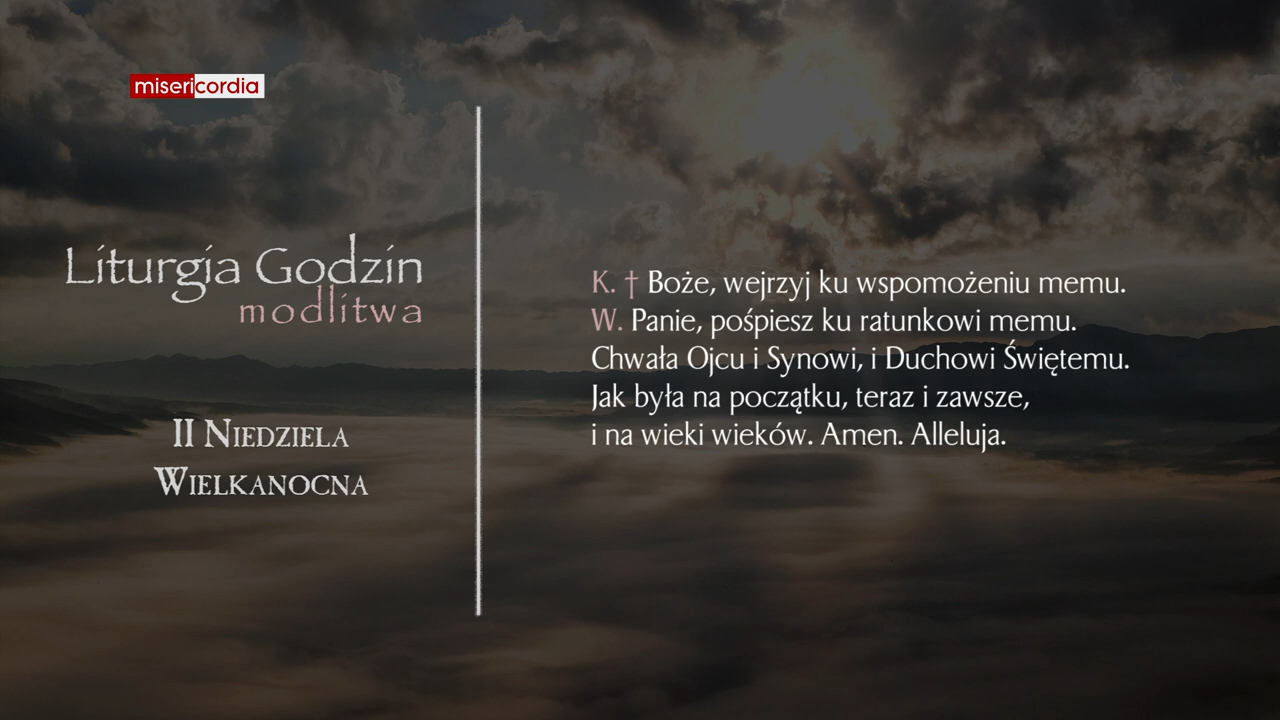 misericordia
Liturgia Godzin
modlitwa
II Niedziela
Wielkanocna
K. † Boże, wejrzyj ku wspomożeniu memu.
W. Panie, pośpiesz ku ratunkowi memu.
Chwała Ojcu i Synowi, i Duchowi Świętemu.
Jak była na początku, teraz i zawsze,
i na wieki wieków. Amen. Alleluja.